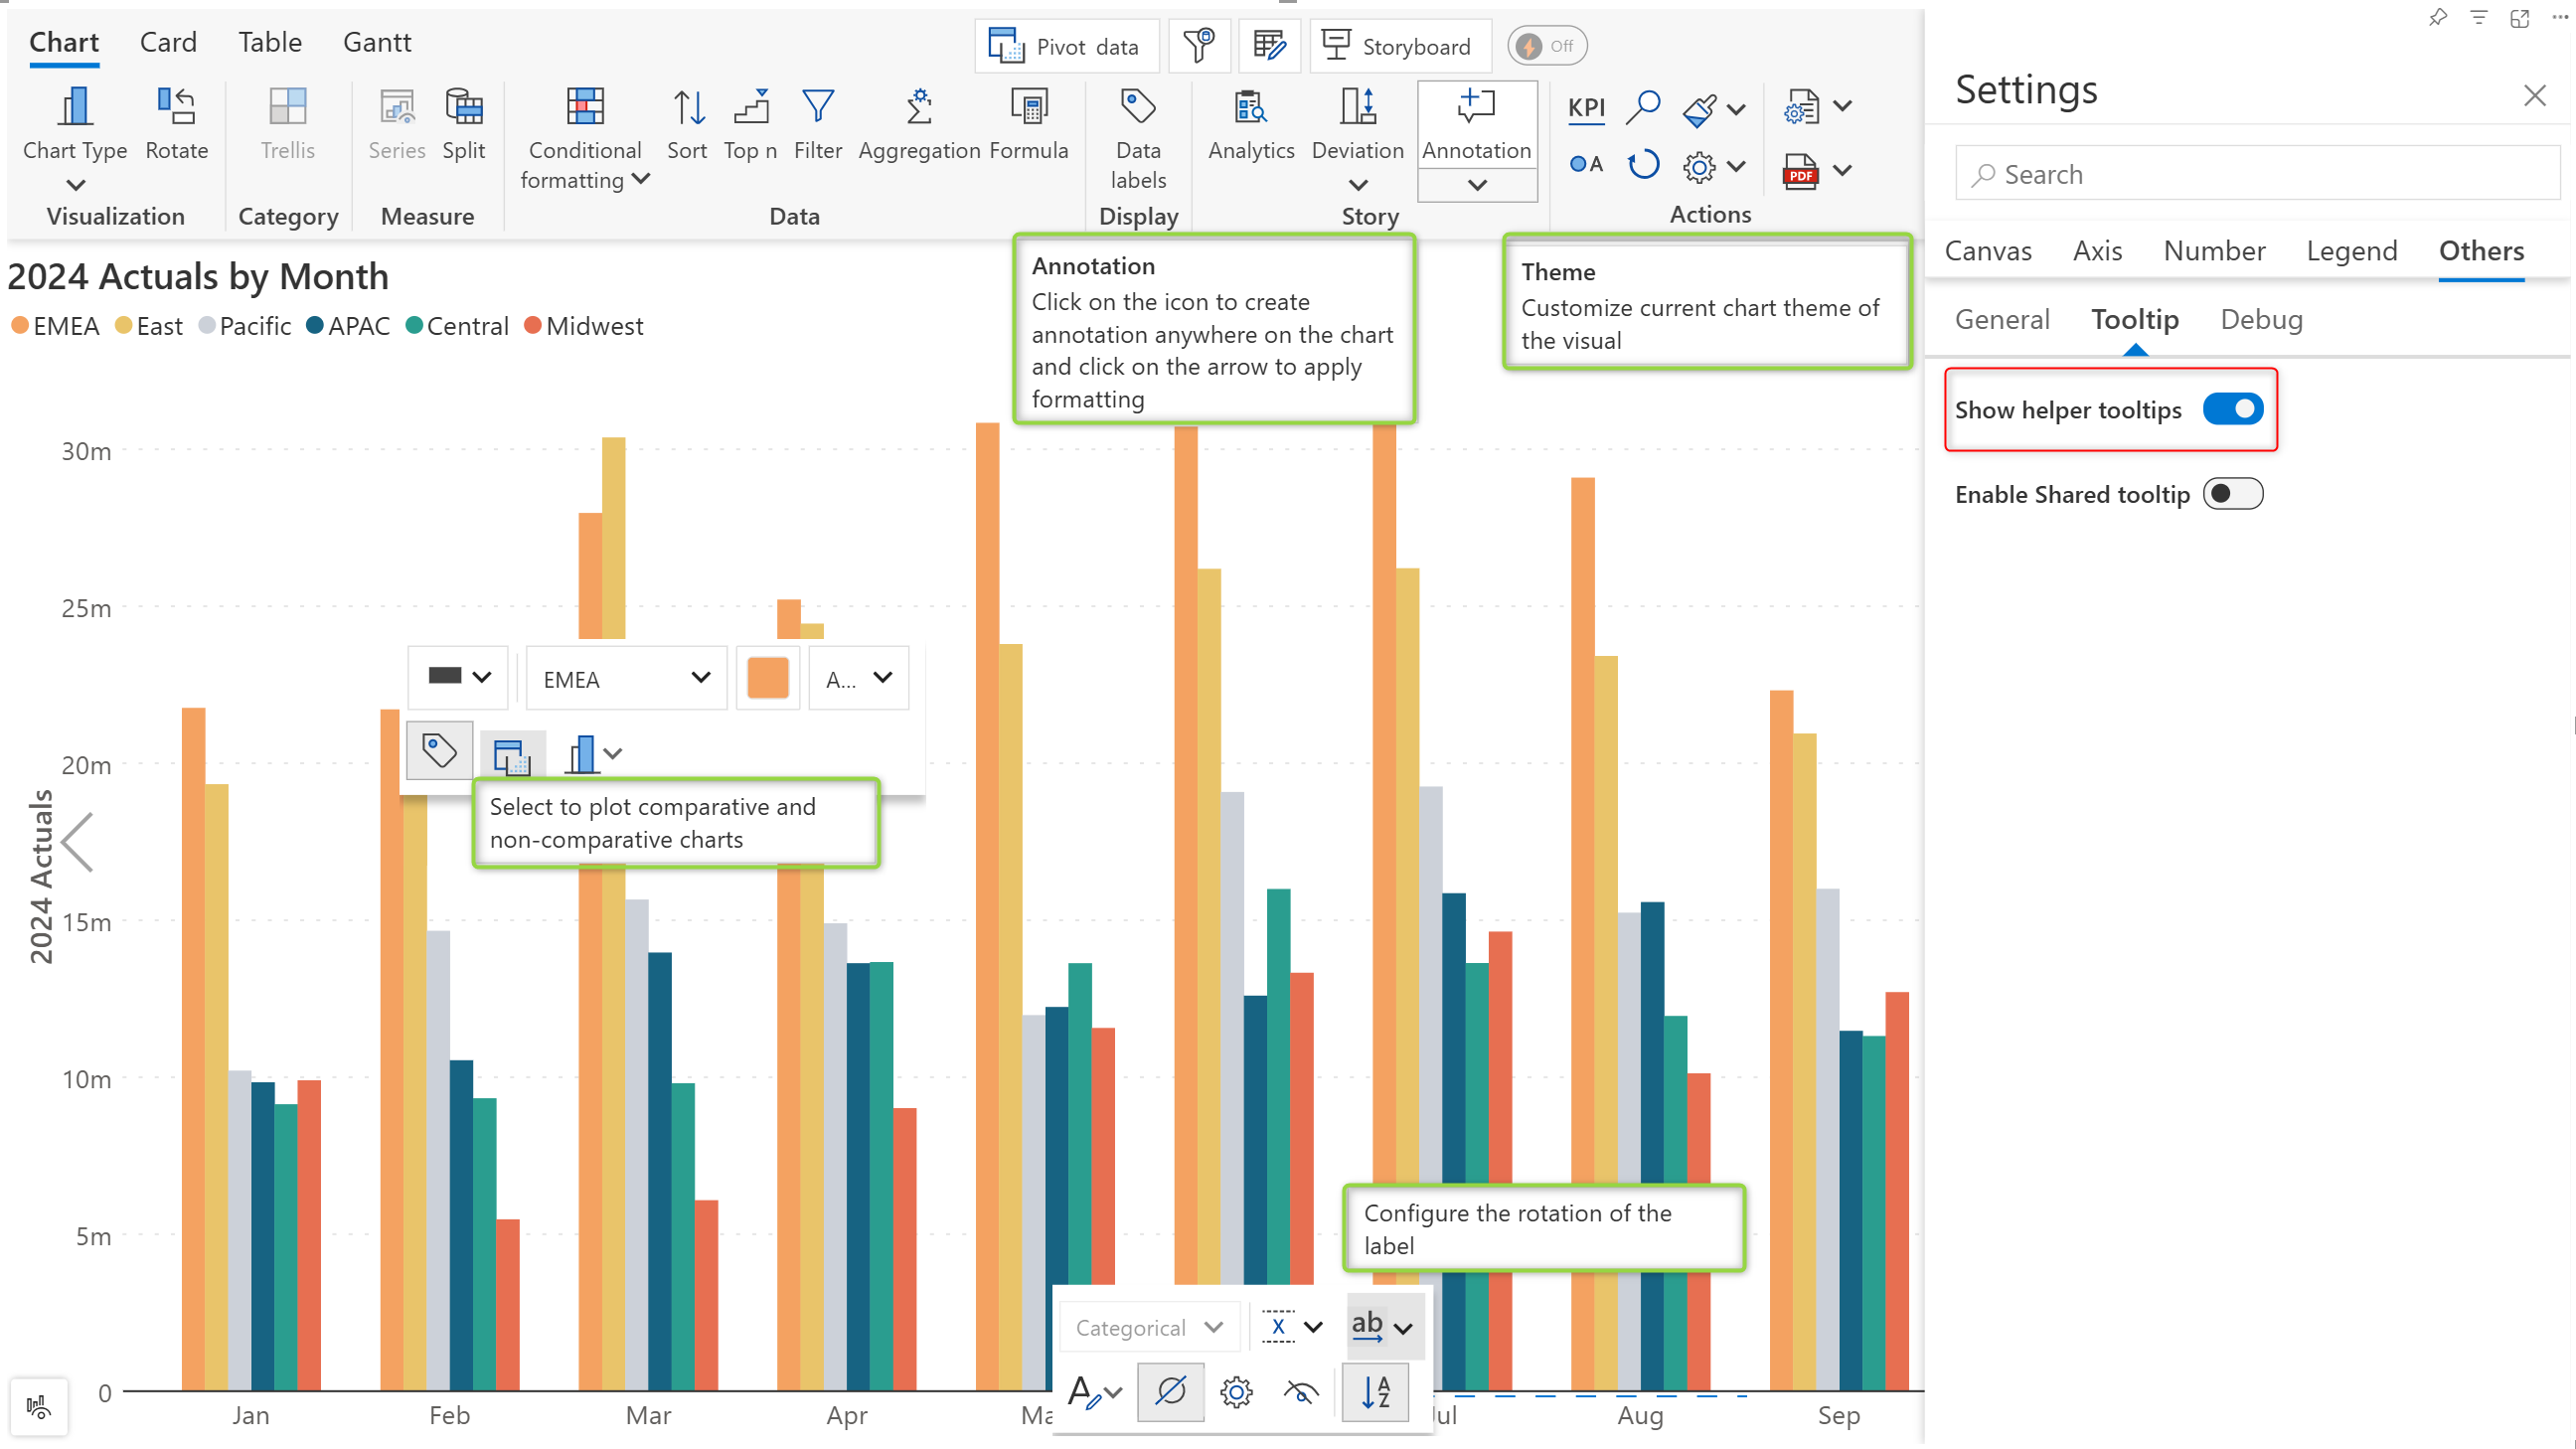 Chart Card Table Gantt
Pivot data Storyboard Off
Chart Type Rotate Trellis Series Split Conditional formatting Sort Top n Filter Aggregation Formula Data labels Analytics Deviation Annotation KPI
A
PDF
Visualization Category Measure Data Display Story Actions
2024 Actuals by Month
EMEA East Pacific APAC Central Midwest
Annotation
Click on the icon to create
annotation anywhere on the chart
and click on the arrow to apply
formatting
Theme
Customize current chart theme of
the visual
30m
25m
20m
15m
10m
5m
0
2024 Actuals
EMEA A...
Select to plot comparative and
non-comparative charts
Configure the rotation of the
label
Categorical X ab
A A Z
Jan Feb Mar Apr Ma Jul Aug Sep
Settings
Search
Canvas Axis Number Legend Others
General Tooltip Debug
Show helper tooltips
Enable Shared tooltip